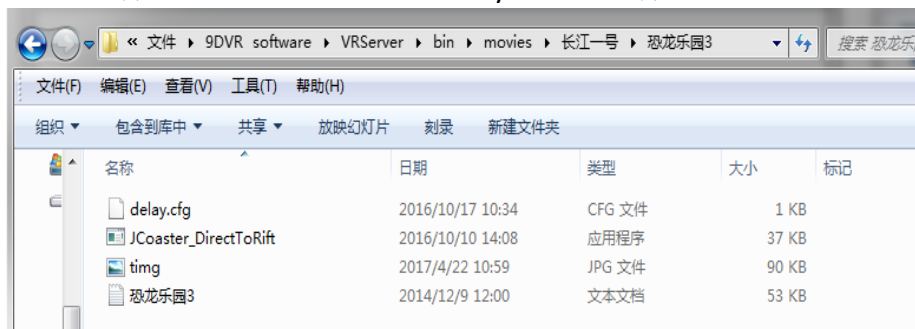 « 文件 ▸ 9DVR software ▸ VRServer ▸ bin ▸ movies ▸ 长江一号 ▸ 恐龙乐园3 搜索 恐龙乐
文件(F) 编辑(E) 查看(V) 工具(T) 帮助(H)
组织 包含到库中 共享 放映幻灯片 刻录 新建文件夹
名称 日期 类型 大小 标记
delay.cfg 2016/10/17 10:34 CFG 文件 1 KB
JCoaster_DirectToRift 2016/10/10 14:08 应用程序 37 KB
timg 2017/4/22 10:59 JPG 文件 90 KB
恐龙乐园3 2014/12/9 12:00 文本文档 53 KB